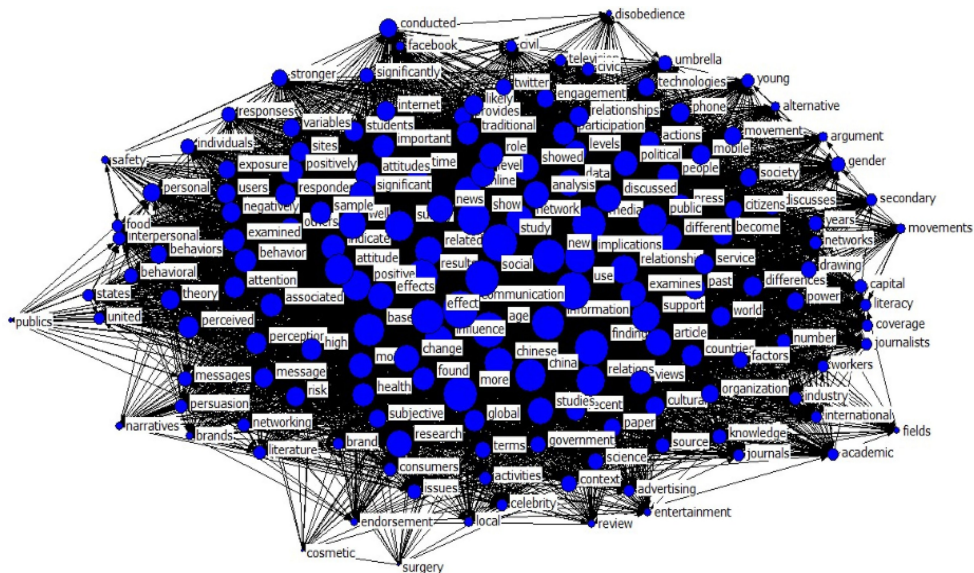 disobedience
conducted
facebook
civil
television
civic
umbrella
stronger
significantly
twitter
technologies
young
engagement
internet
likely
provides
relationships
phone
alternative
responses
variables
students
important
traditional
participation
actions
movement
argument
individuals
sites
role
levels
political
mobile
gender
safety
exposure
positively
attitudes
time
level
showed
data
people
society
personal
users
significant
online
analysis
discussed
press
citizens
discusses
secondary
negatively
sample
others
well
news
show
network
media
public
food
examined
study
different
become
years
movements
interpersonal
indicate
related
new
implications
networks
behaviors
behavior
attitude
results
social
relationship
service
drawing
behavioral
attention
positive
effects
use
examines
past
differences
capital
states
theory
associated
communication
information
support
world
power
literacy
publics
united
perceived
effect
age
influence
finding
article
number
coverage
perception
high
change
chinese
countries
factors
journalists
messages
message
found
more
china
relations
views
workers
risk
health
studies
recent
cultural
organization
industry
persuasion
subjective
global
paper
international
narratives
brands
networking
research
terms
government
source
knowledge
fields
literature
brand
science
journals
academic
consumers
issues
activities
context
advertising
celebrity
entertainment
endorsement
local
review
cosmetic
surgery